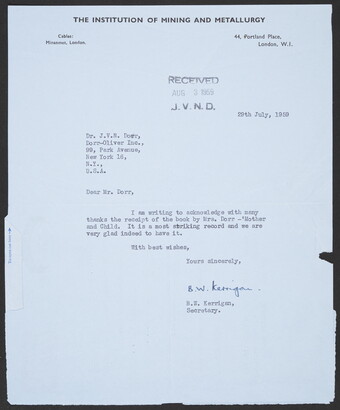 THE INSTITUTION OF MINING AND METALLURGY
Cables:
Minsmen, London.
44, Portland Place,
London, W.1.
RECEIVED
AUG 1959
J.V.N.D.
29th July, 1959
Dr. J.V.N. Dorr,
Dorr-Oliver Inc.,
99, Park Avenue,
New York 16,
N.Y.,
U.S.A.
Dear Mr. Dorr,
I am writing to acknowledge with many
thanks the receipt of the book by Mrs. Dorr - 'Mother
and Child. It is a most striking record and we are
very glad indeed to have it.
With best wishes,
Yours sincerely,
B.W. Kerrigan.
B.W. Kerrigan,
Secretary.